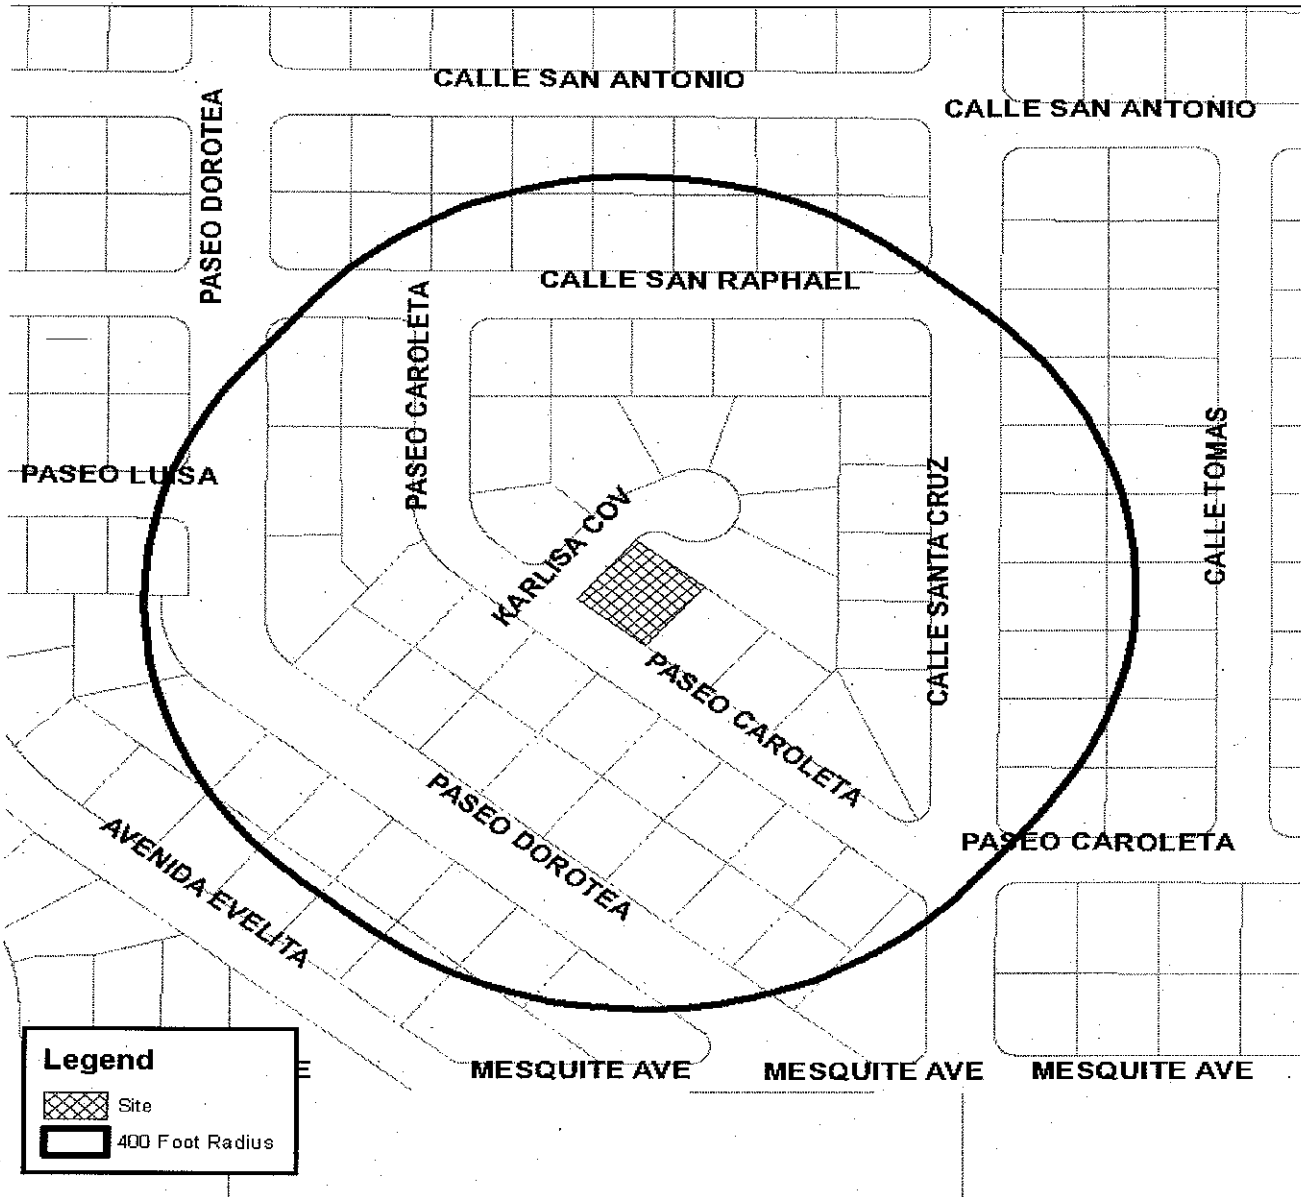 CALLE SAN ANTONIO
CALLE SAN ANTONIO
PASEO DOROTEA
CALLE SAN RAPHAEL
PASEO CAROLETA
PASEO LUISA
KARLISA COV
CALLE SANTA CRUZ
CALLE TOMAS
PASEO CAROLETA
PASEO DOROTEA
AVENIDA EVELITA
PASEO CAROLETA
E
MESQUITE AVE
MESQUITE AVE
MESQUITE AVE
Legend
Site
400 Foot Radius